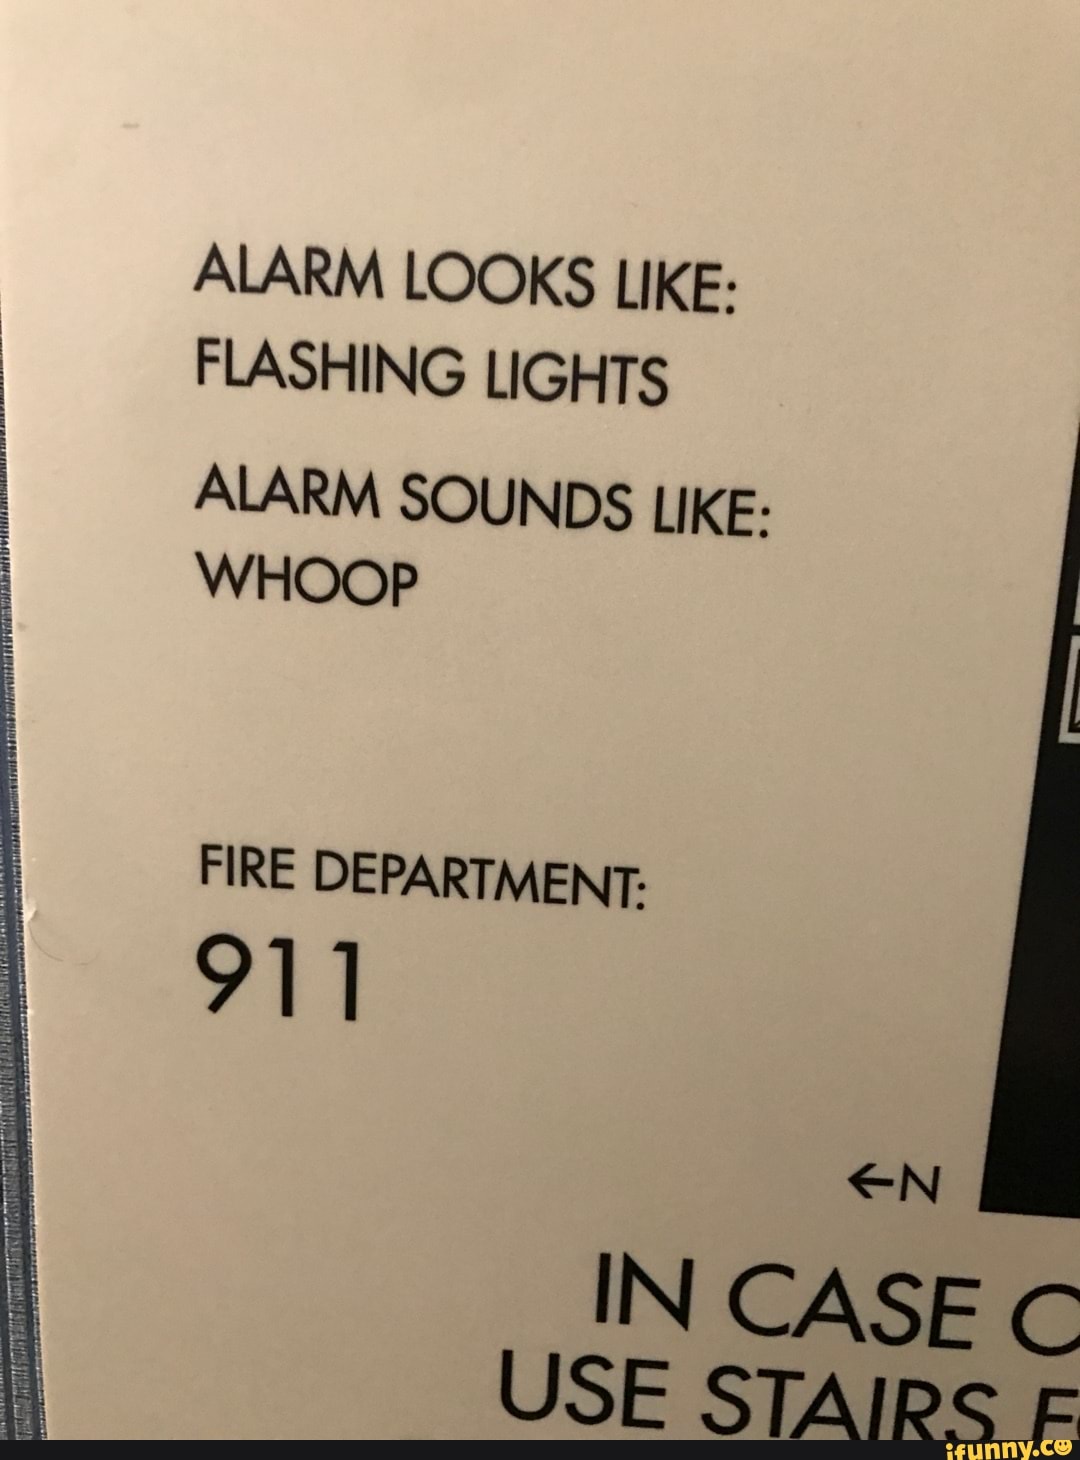 ALARM LOOKS LIKE:
FLASHING LIGHTS
ALARM SOUNDS LIKE:
WHOOP
FIRE DEPARTMENT:
911
←N
IN CASE
USE STAIRS
ifunny.co